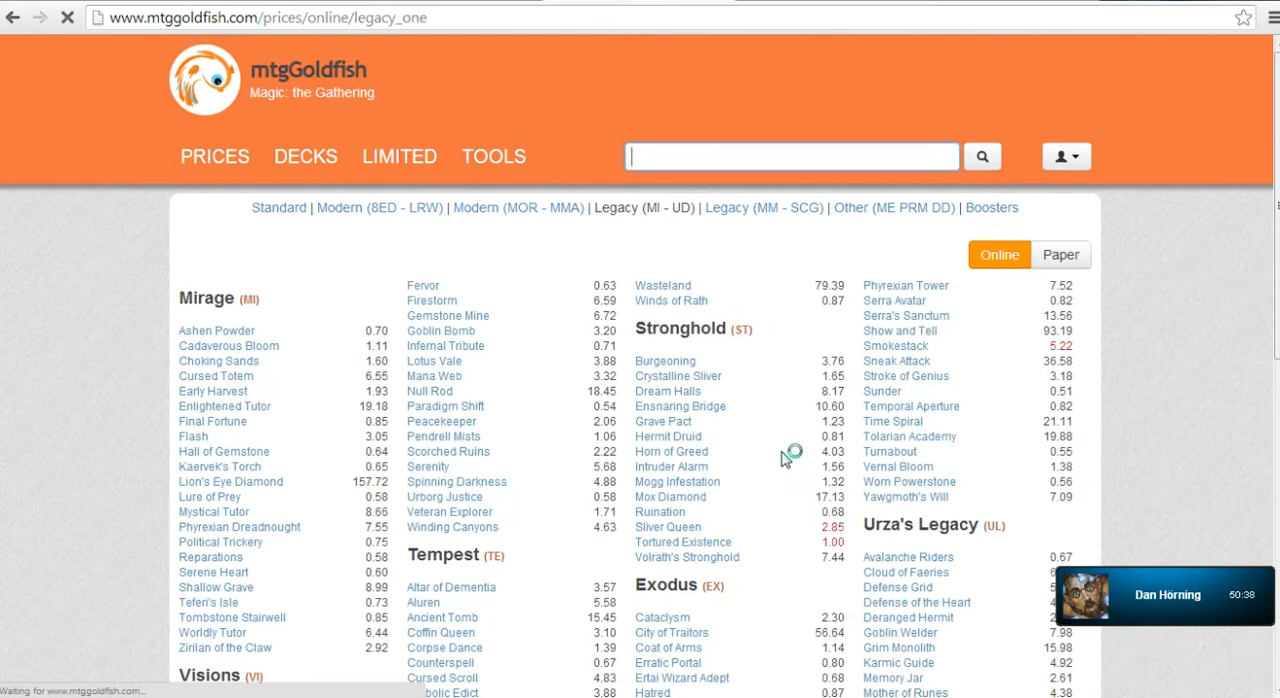 www.mtggoldfish.com/prices/online/legacy_one
mtgGoldfish
Magic: the Gathering
PRICES DECKS LIMITED TOOLS
Standard | Modern (8ED - LRW) | Modern (MOR - MMA) | Legacy (MI - UD) | Legacy (MM - SCG) | Other (ME PRM DD) | Boosters
Online Paper
Mirage (MI)
Ashen Powder 0.70
Cadaverous Bloom 1.11
Choking Sands 1.60
Cursed Totem 6.55
Early Harvest 1.93
Enlightened Tutor 19.18
Final Fortune 0.85
Flash 3.05
Hall of Gemstone 0.64
Kaervek's Torch 0.65
Lion's Eye Diamond 157.72
Lure of Prey 0.58
Mystical Tutor 8.66
Phyrexian Dreadnought 7.55
Political Trickery 0.75
Reparations 0.58
Serene Heart 0.60
Shallow Grave 8.99
Teferi's Isle 0.73
Tombstone Stairwell 0.85
Worldly Tutor 6.44
Zirilan of the Claw 2.92
Visions (VI)
Fervor 0.63
Firestorm 6.59
Gemstone Mine 6.72
Goblin Bomb 3.20
Infernal Tribute 0.71
Lotus Vale 3.88
Mana Web 3.32
Null Rod 18.45
Paradigm Shift 0.54
Peacekeeper 2.06
Pendrell Mists 1.06
Scorched Ruins 2.22
Serenity 5.68
Spinning Darkness 4.88
Urborg Justice 0.58
Veteran Explorer 1.71
Winding Canyons 4.63
Tempest (TE)
Altar of Dementia 3.57
Aluren 5.58
Ancient Tomb 15.45
Coffin Queen 3.10
Corpse Dance 1.39
Counterspell 0.67
Cursed Scroll 4.83
bolic Edict 3.88
Wasteland 79.39
Winds of Rath 0.87
Stronghold (ST)
Burgeoning 3.76
Crystalline Sliver 1.65
Dream Halls 8.17
Ensnaring Bridge 10.60
Grave Pact 1.23
Hermit Druid 0.81
Horn of Greed 4.03
Intruder Alarm 1.56
Mogg Infestation 1.32
Mox Diamond 17.13
Ruination 0.68
Sliver Queen 2.85
Tortured Existence 1.00
Volrath's Stronghold 7.44
Exodus (EX)
Cataclysm 2.30
City of Traitors 56.64
Coat of Arms 1.14
Erratic Portal 0.80
Ertai Wizard Adept 0.68
Hatred 0.87
Phyrexian Tower 7.52
Serra Avatar 0.82
Serra's Sanctum 13.56
Show and Tell 93.19
Smokestack 5.22
Sneak Attack 36.58
Stroke of Genius 3.18
Sunder 0.51
Temporal Aperture 0.82
Time Spiral 21.11
Tolarian Academy 19.88
Turnabout 0.55
Vernal Bloom 1.38
Worn Powerstone 0.56
Yawgmoth's Will 7.09
Urza's Legacy (UL)
Avalanche Riders 0.67
Cloud of Faeries
Defense Grid
Defense of the Heart
Deranged Hermit
Goblin Welder 7.98
Grim Monolith 15.98
Karmic Guide 4.92
Memory Jar 2.61
Mother of Runes 4.38
Dan Hörning 50:38
Waiting for www.mtggoldfish.com...